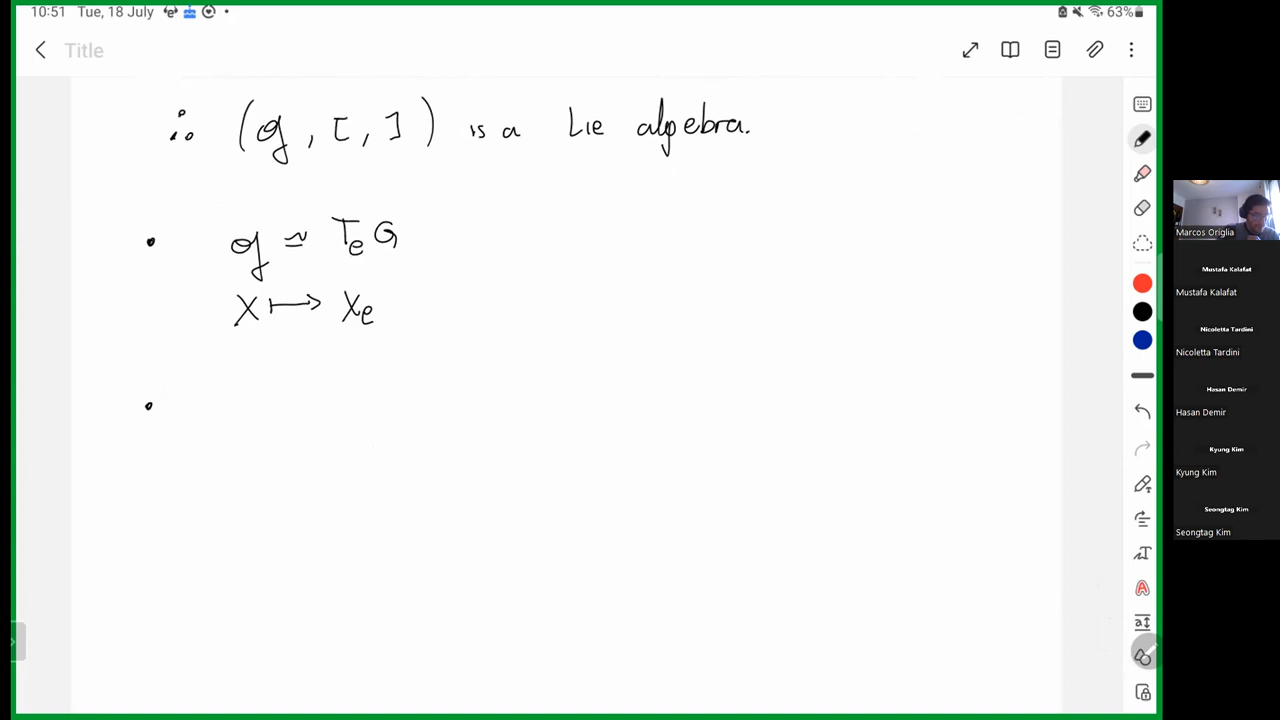 10:51 Tue, 18 July
63%
Title
∴ (𝔤, [ , ]) is a Lie algebra.
• 𝔤 ≃ TₑG
X ⟼ Xₑ
•
Marcos Origlia
Mustafa Kalafat
Mustafa Kalafat
Nicoletta Tardini
Nicoletta Tardini
Hasan Demir
Hasan Demir
Kyung Kim
Kyung Kim
Seongtag Kim
Seongtag Kim